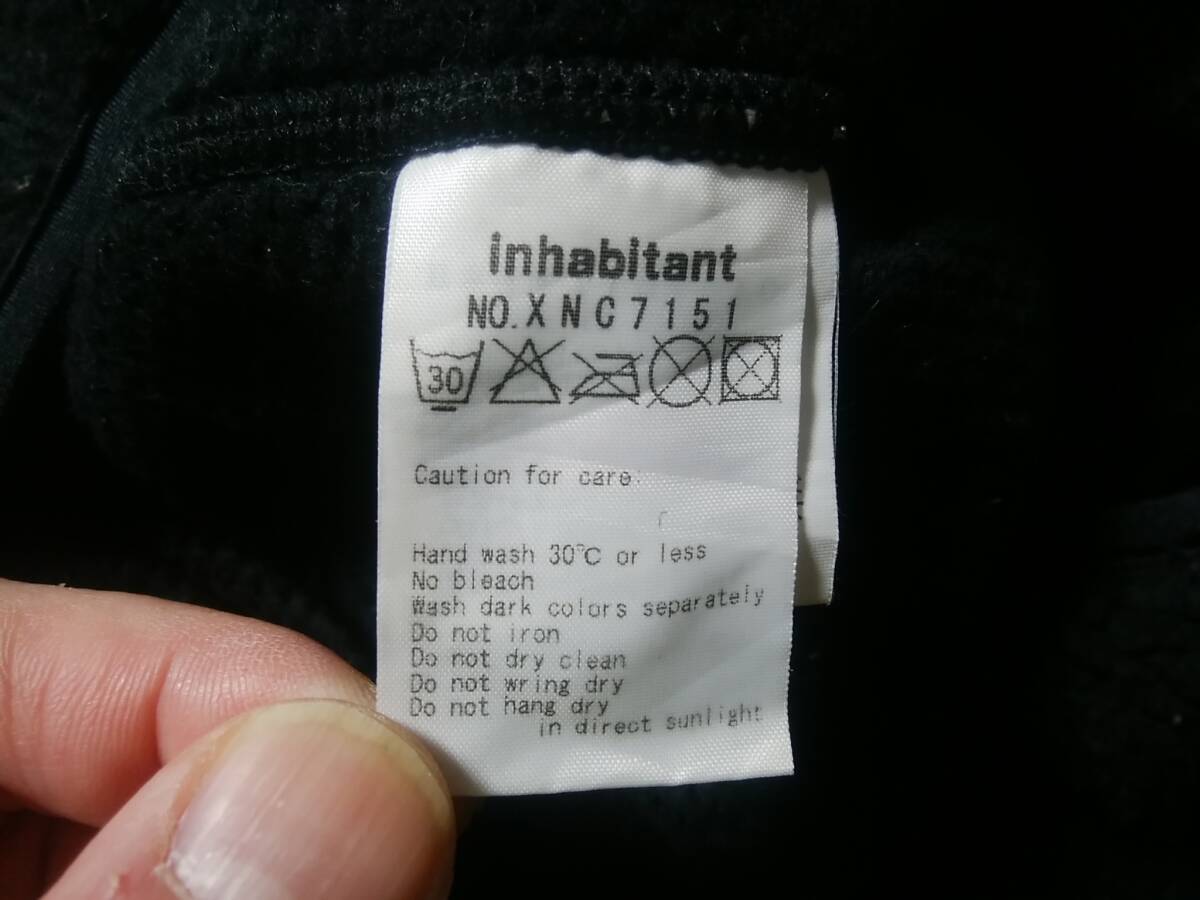 inhabitant
NO. XNC7151
30
Caution for care:
Hand wash 30℃ or less
No bleach
Wash dark colors separately
Do not iron
Do not dry clean
Do not wring dry
Do not hang dry
in direct sunlight